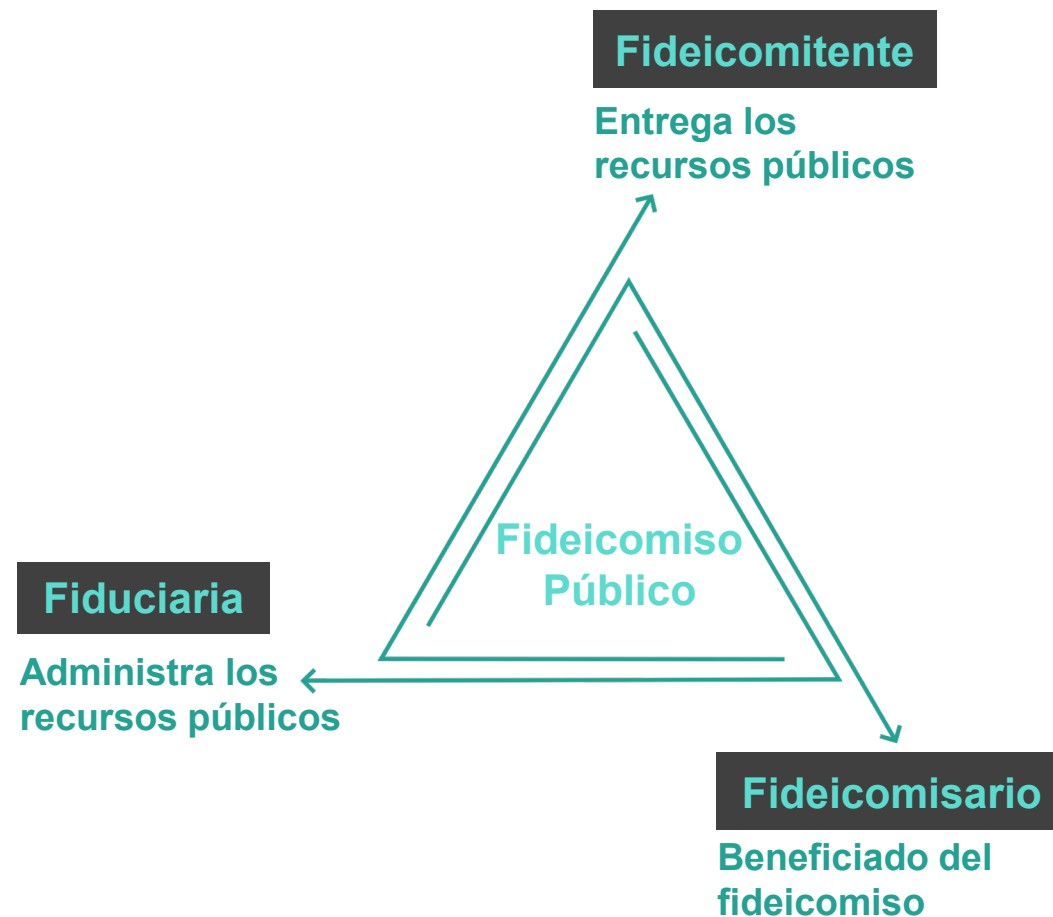 Fideicomitente
Entrega los
recursos públicos
Fideicomiso
Público
Fiduciaria
Administra los
recursos públicos
Fideicomisario
Beneficiado del
fideicomiso